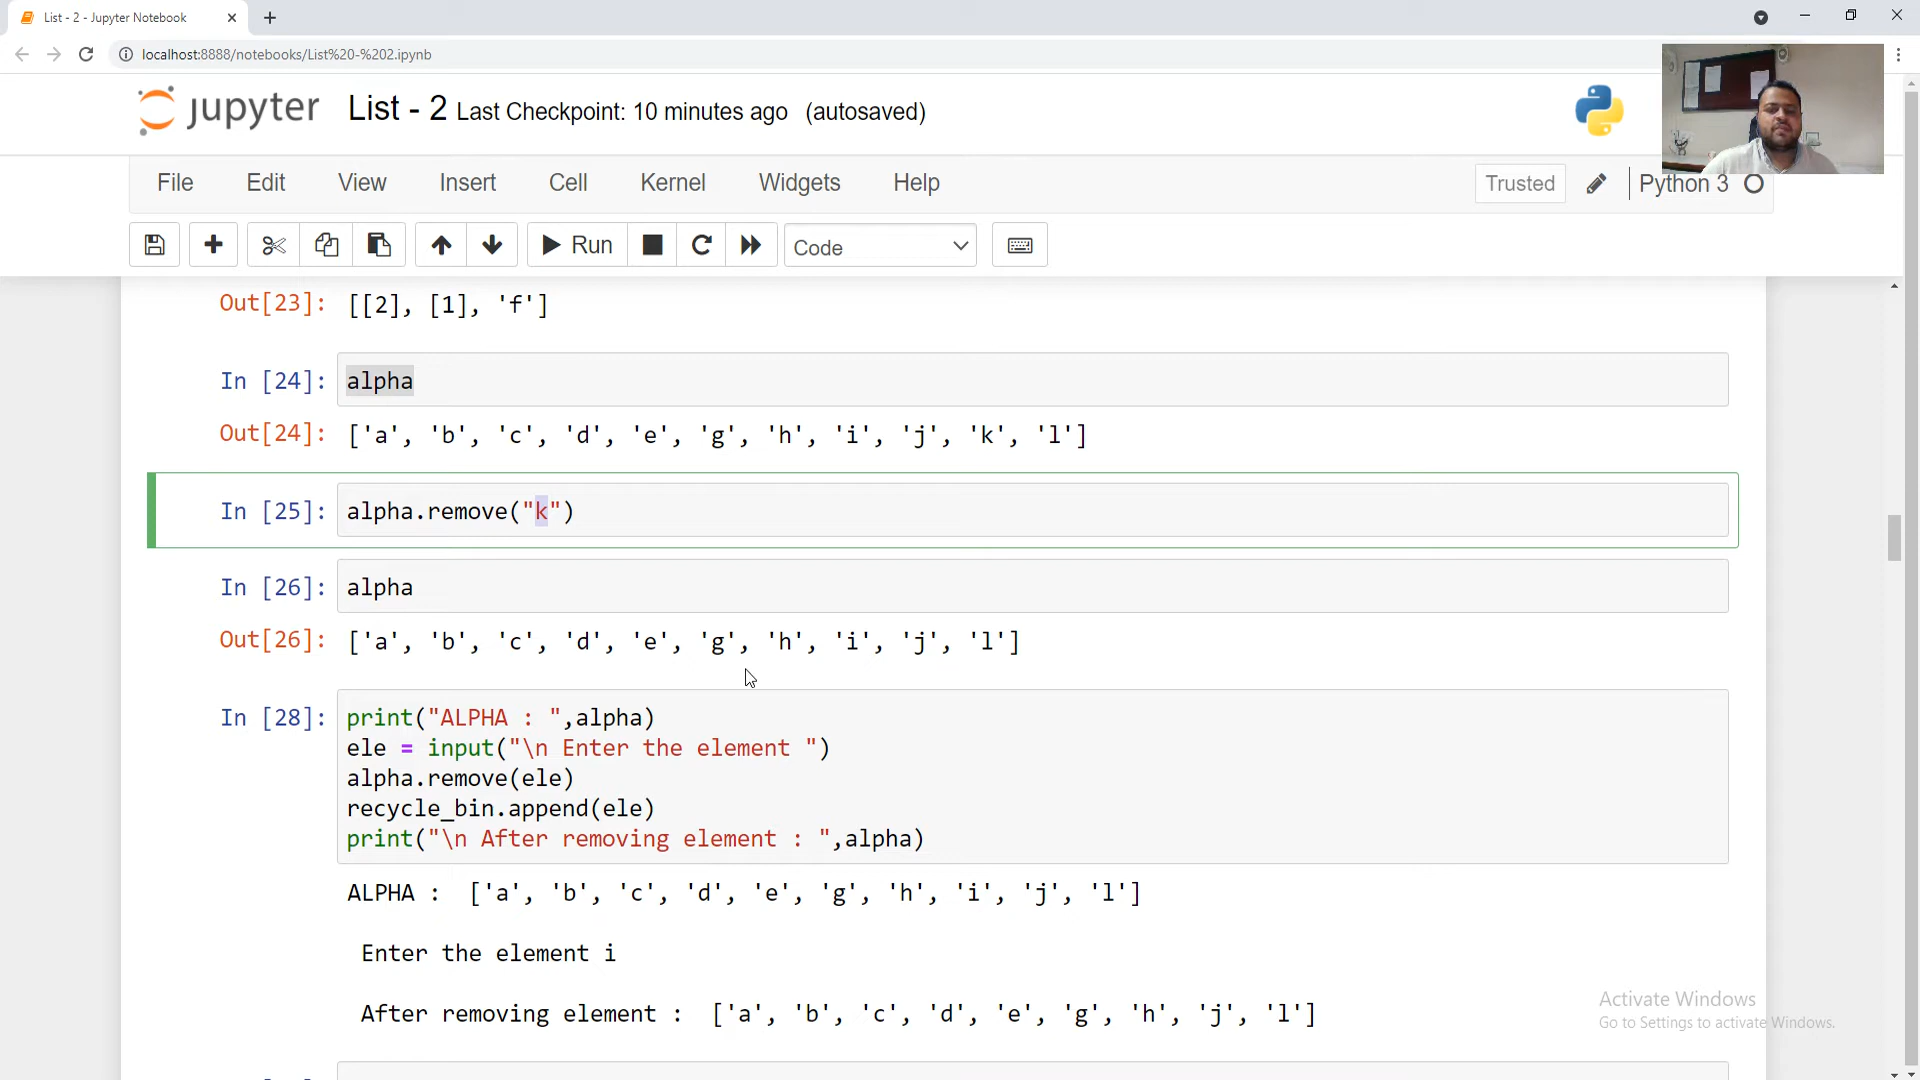 List - 2 - Jupyter Notebook
localhost:8888/notebooks/List%20-%202.ipynb
jupyter List - 2 Last Checkpoint: 10 minutes ago (autosaved)
File Edit View Insert Cell Kernel Widgets Help Trusted Python 3
Run Code
Out[23]: [[2], [1], 'f']
In [24]: alpha
Out[24]: ['a', 'b', 'c', 'd', 'e', 'g', 'h', 'i', 'j', 'k', 'l']
In [25]: alpha.remove("k")
In [26]: alpha
Out[26]: ['a', 'b', 'c', 'd', 'e', 'g', 'h', 'i', 'j', 'l']
In [28]: print("ALPHA : ",alpha)
ele = input("\n Enter the element ")
alpha.remove(ele)
recycle_bin.append(ele)
print("\n After removing element : ",alpha)
ALPHA :  ['a', 'b', 'c', 'd', 'e', 'g', 'h', 'i', 'j', 'l']
Enter the element i
After removing element :  ['a', 'b', 'c', 'd', 'e', 'g', 'h', 'j', 'l']
Activate Windows
Go to Settings to activate Windows.